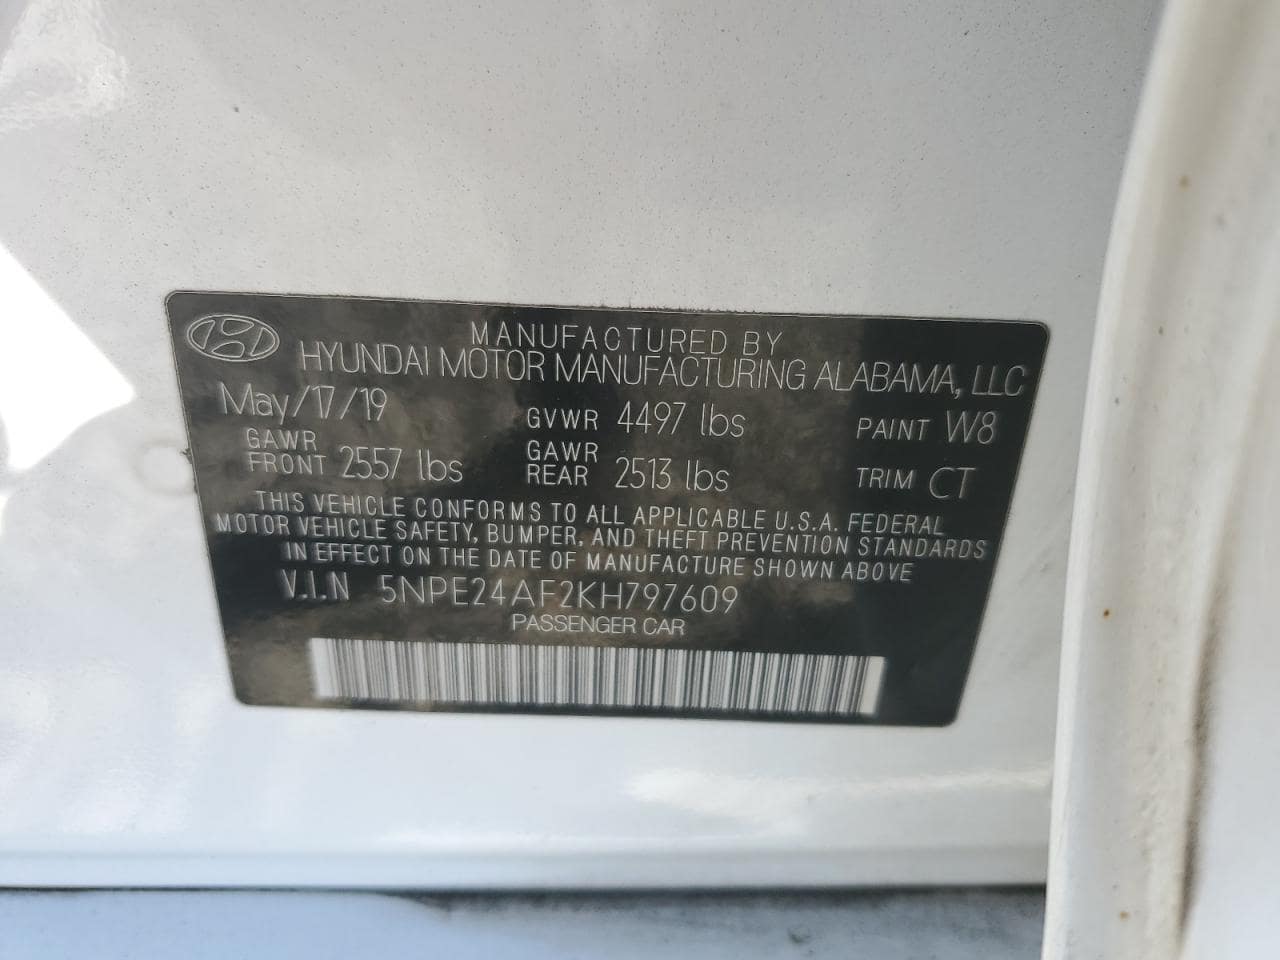 MANUFACTURED BY
HYUNDAI MOTOR MANUFACTURING ALABAMA, LLC
May/17/19 GVWR 4497 lbs PAINT W8
GAWR FRONT 2557 lbs GAWR REAR 2513 lbs TRIM CT
THIS VEHICLE CONFORMS TO ALL APPLICABLE U.S.A. FEDERAL
MOTOR VEHICLE SAFETY, BUMPER, AND THEFT PREVENTION STANDARDS
IN EFFECT ON THE DATE OF MANUFACTURE SHOWN ABOVE
V.I.N 5NPE24AF2KH797609
PASSENGER CAR